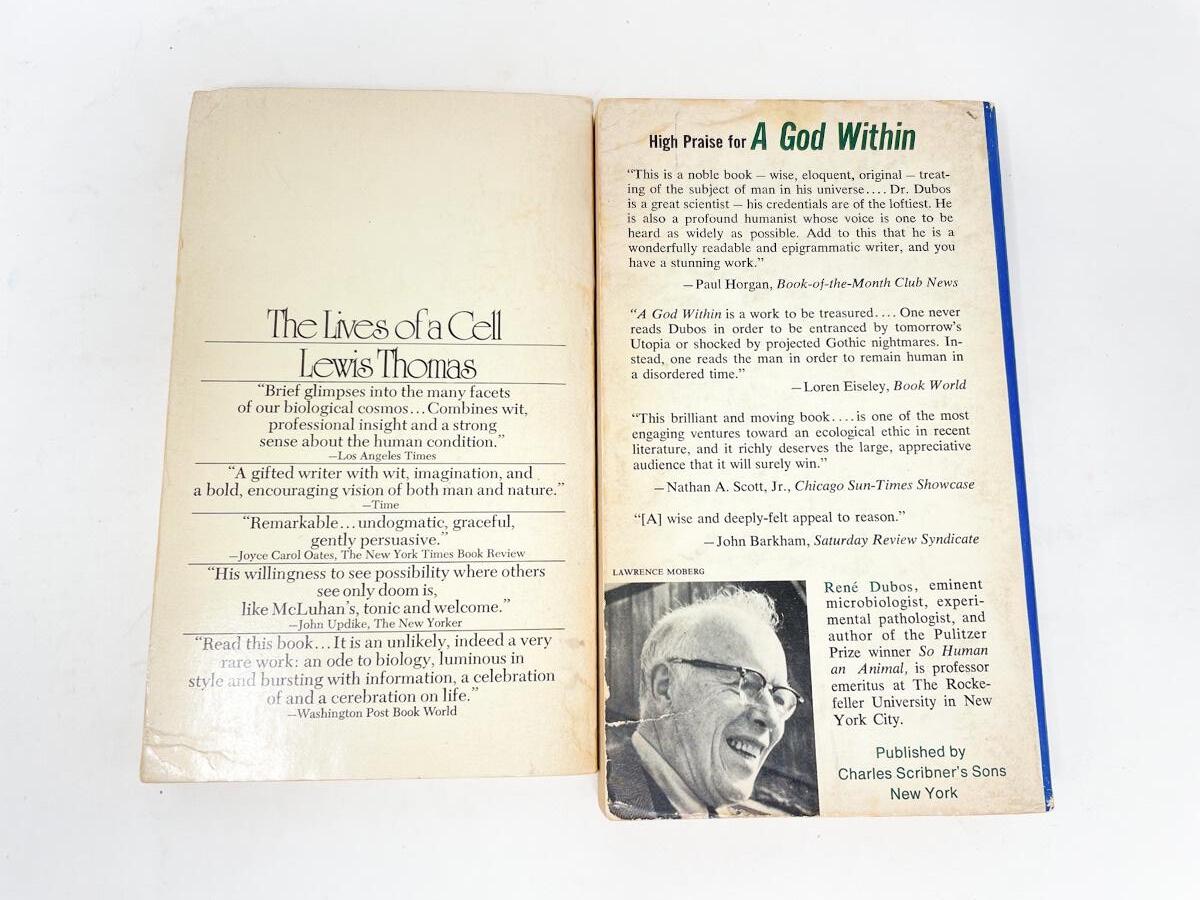 The Lives of a Cell
Lewis Thomas
“Brief glimpses into the many facets
of our biological cosmos...Combines wit,
professional insight and a strong
sense about the human condition.”
—Los Angeles Times
“A gifted writer with wit, imagination, and
a bold, encouraging vision of both man and nature.”
—Time
“Remarkable...undogmatic, graceful,
gently persuasive.”
—Joyce Carol Oates, The New York Times Book Review
“His willingness to see possibility where others
see only doom is,
like McLuhan’s, tonic and welcome.”
—John Updike, The New Yorker
“Read this book...It is an unlikely, indeed a very
rare work: an ode to biology, luminous in
style and bursting with information, a celebration
of and a cerebration on life.”
—Washington Post Book World
High Praise for A God Within
“This is a noble book — wise, eloquent, original — treat-
ing of the subject of man in his universe.... Dr. Dubos
is a great scientist — his credentials are of the loftiest. He
is also a profound humanist whose voice is one to be
heard as widely as possible. Add to this that he is a
wonderfully readable and epigrammatic writer, and you
have a stunning work.”
—Paul Horgan, Book-of-the-Month Club News
“A God Within is a work to be treasured.... One never
reads Dubos in order to be entranced by tomorrow’s
Utopia or shocked by projected Gothic nightmares. In-
stead, one reads the man in order to remain human in
a disordered time.”
—Loren Eiseley, Book World
“This brilliant and moving book....is one of the most
engaging ventures toward an ecological ethic in recent
literature, and it richly deserves the large, appreciative
audience that it will surely win.”
—Nathan A. Scott, Jr., Chicago Sun-Times Showcase
“[A] wise and deeply-felt appeal to reason.”
—John Barkham, Saturday Review Syndicate
LAWRENCE MOBERG
René Dubos, eminent
microbiologist, experi-
mental pathologist, and
author of the Pulitzer
Prize winner So Human
an Animal, is professor
emeritus at The Rocke-
feller University in New
York City.
Published by
Charles Scribner’s Sons
New York